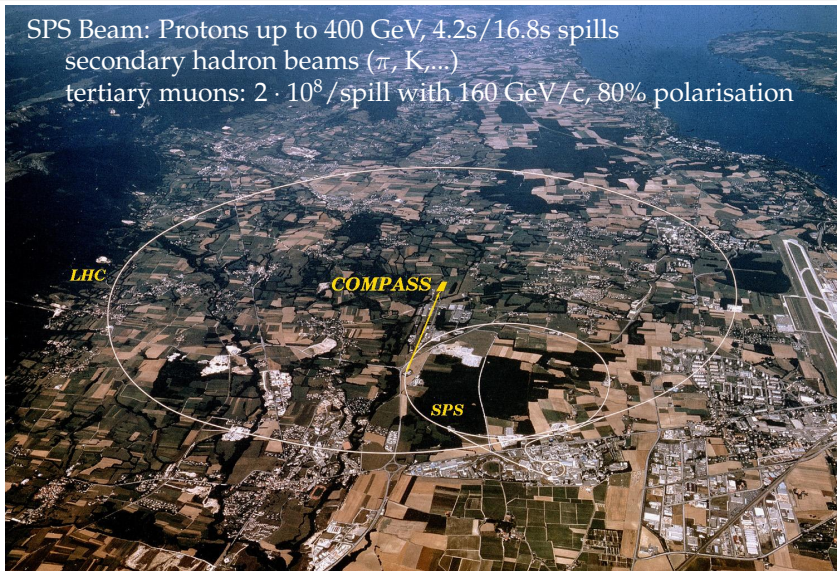 SPS Beam: Protons up to 400 GeV, 4.2s/16.8s spills
secondary hadron beams (π, K,...)
tertiary muons: 2 · 10⁸/spill with 160 GeV/c, 80% polarisation
LHC
COMPASS
SPS